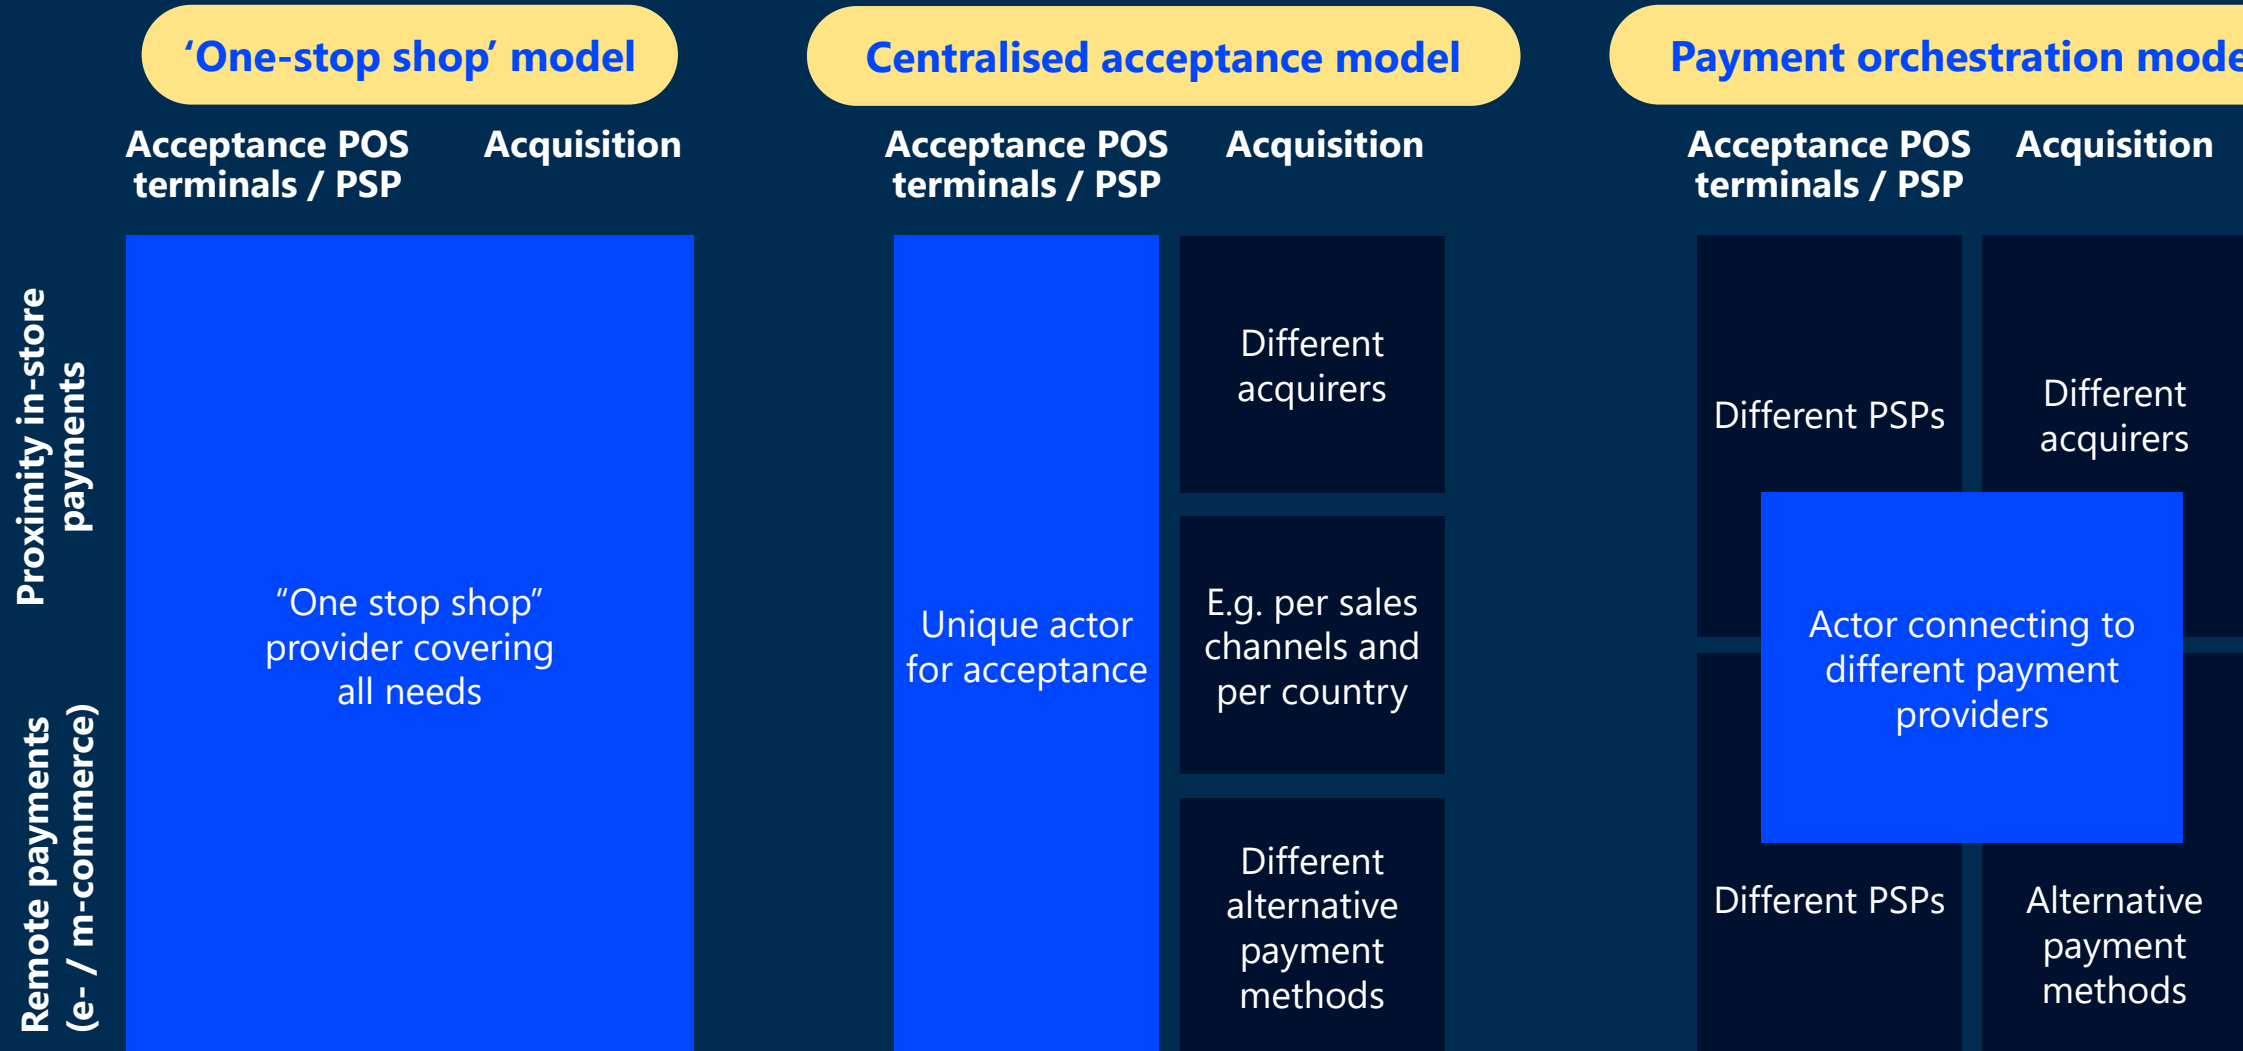 ‘One-stop shop’ model
Centralised acceptance model
Payment orchestration mode
Acceptance POS
terminals / PSP
Acquisition
Acceptance POS
terminals / PSP
Acquisition
Acceptance POS
terminals / PSP
Acquisition
Proximity in-store
payments
Remote payments
(e- / m-commerce)
“One stop shop”
provider covering
all needs
Unique actor
for acceptance
Different
acquirers
E.g. per sales
channels and
per country
Different
alternative
payment
methods
Different PSPs
Different
acquirers
Actor connecting to
different payment
providers
Different PSPs
Alternative
payment
methods